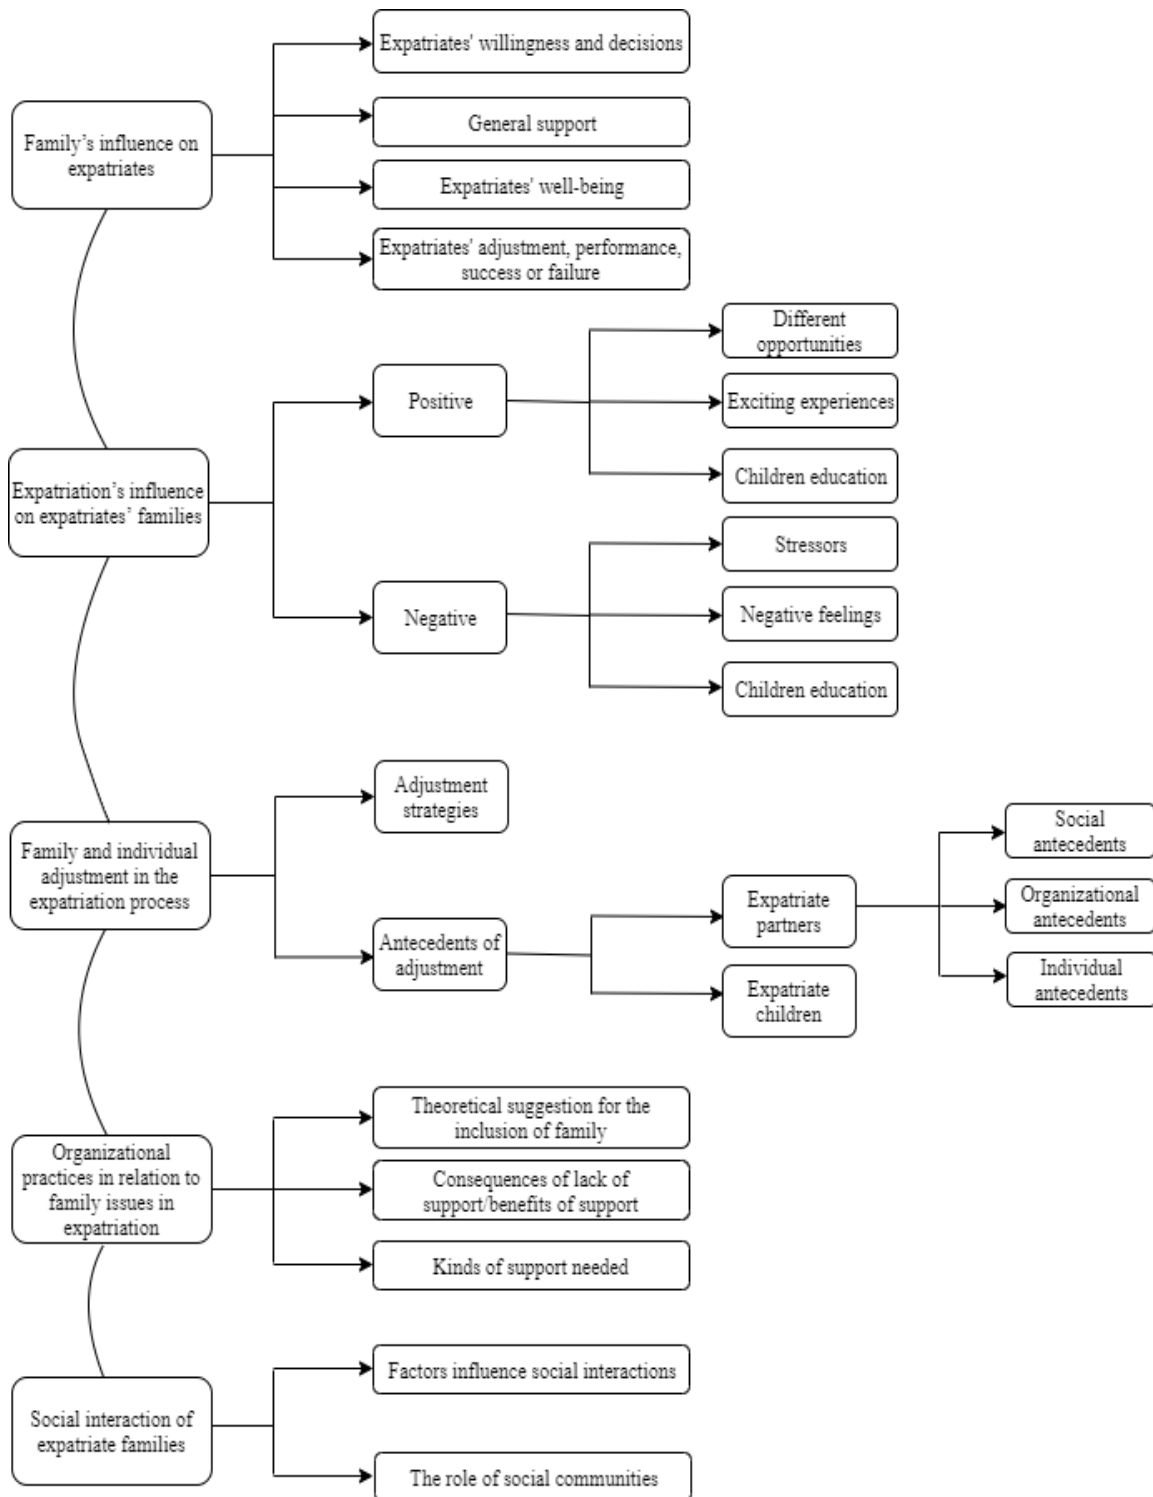 Expatriates' willingness and decisions
General support
Expatriates' well-being
Expatriates' adjustment, performance,
success or failure
Family's influence on
expatriates
Different
opportunities
Exciting experiences
Children education
Positive
Expatriation's influence
on expatriates' families
Negative
Stressors
Negative feelings
Children education
Adjustment
strategies
Family and individual
adjustment in the
expatriation process
Antecedents of
adjustment
Expatriate
partners
Expatriate
children
Social
antecedents
Organizational
antecedents
Individual
antecedents
Organizational
practices in relation to
family issues in
expatriation
Theoretical suggestion for the
inclusion of family
Consequences of lack of
support/benefits of support
Kinds of support needed
Social interaction of
expatriate families
Factors influence social interactions
The role of social communities